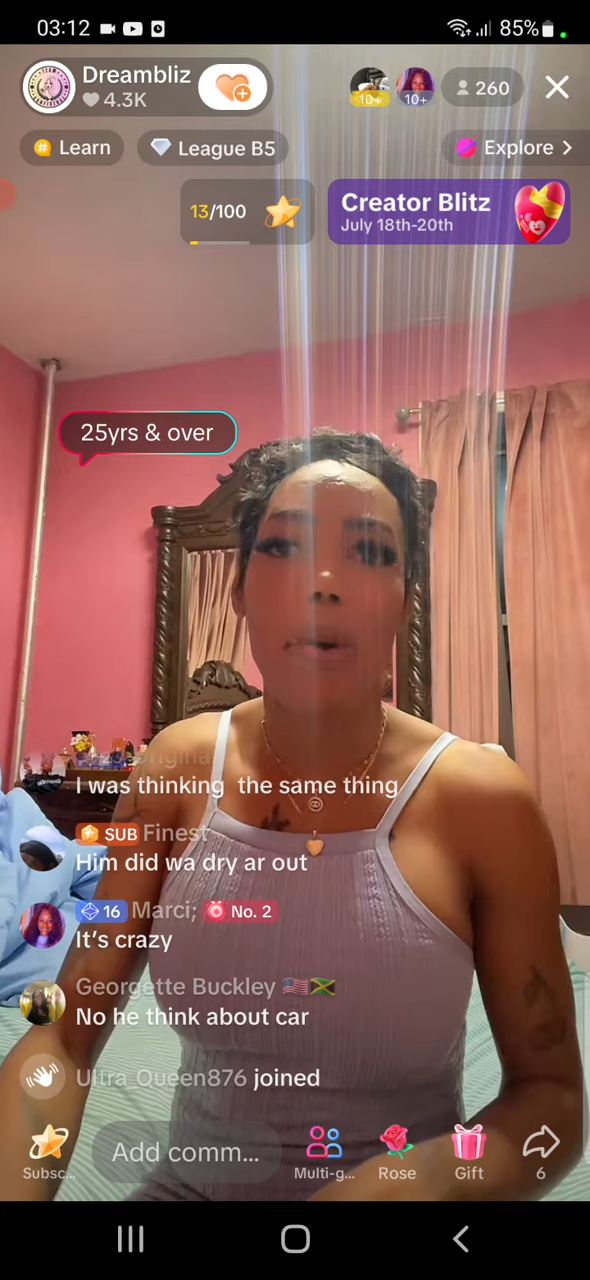 03:12
85%
Dreambliz
4.3K
10+
10+
260
Learn
League B5
Explore
13/100
Creator Blitz
July 18th-20th
25yrs & over
I was thinking the same thing
SUB Finest
Him did wa dry ar out
16 Marci; No. 2
It's crazy
Georgette Buckley
No he think about car
Ultra_Queen876 joined
Add comm...
Subsc...
Multi-g...
Rose
Gift
6